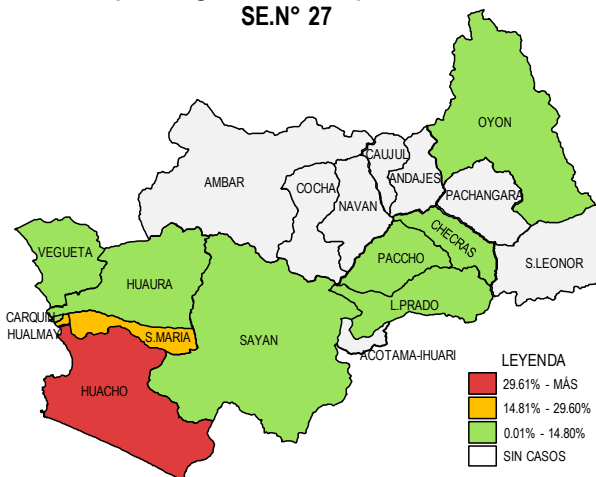 SE.N° 27
OYON
CAUJUL
ANDAJES
AMBAR
COCHA
PACHANGARA
NAVAN
CHECRAS
VEGUETA
PACCHO
S.LEONOR
HUAURA
L.PRADO
CARQUIN
HUALMAY
S.MARIA
SAYAN
ACOTAMA-IHUARI
HUACHO
LEYENDA
29.61% - MÁS
14.81% - 29.60%
0.01% - 14.80%
SIN CASOS